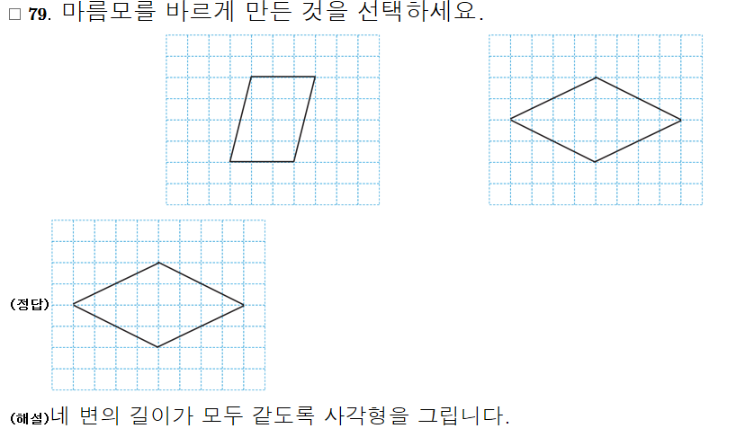 □ 79. 마름모를 바르게 만든 것을 선택하세요.
(정답)
(해설)네 변의 길이가 모두 같도록 사각형을 그립니다.